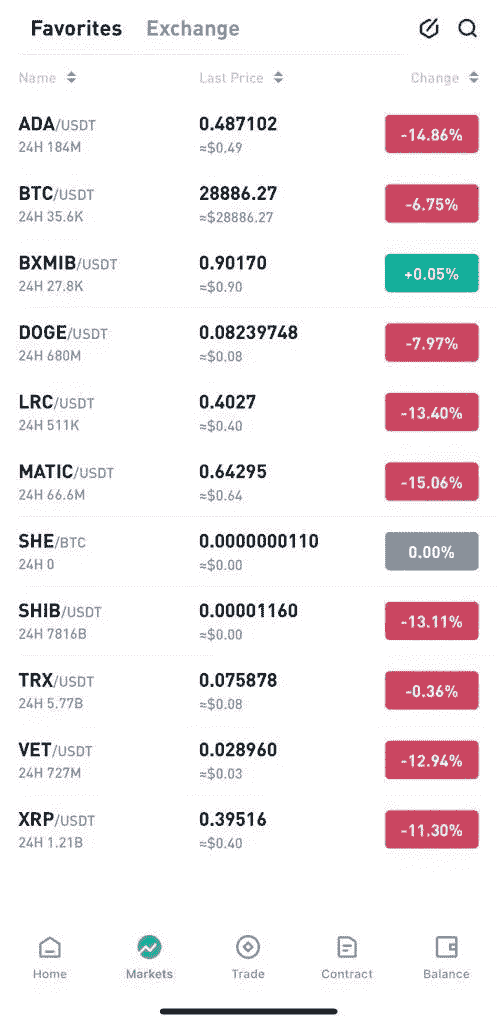 Favorites Exchange
Name Last Price Change
ADA/USDT 0.487102 -14.86%
24H 184M ≈$0.49
BTC/USDT 28886.27 -6.75%
24H 35.6K ≈$28886.27
BXMIB/USDT 0.90170 +0.05%
24H 27.8K ≈$0.90
DOGE/USDT 0.08239748 -7.97%
24H 680M ≈$0.08
LRC/USDT 0.4027 -13.40%
24H 511K ≈$0.40
MATIC/USDT 0.64295 -15.06%
24H 66.6M ≈$0.64
SHE/BTC 0.0000000110 0.00%
24H 0 ≈$0.00
SHIB/USDT 0.00001160 -13.11%
24H 7816B ≈$0.00
TRX/USDT 0.075878 -0.36%
24H 5.77B ≈$0.08
VET/USDT 0.028960 -12.94%
24H 727M ≈$0.03
XRP/USDT 0.39516 -11.30%
24H 1.21B ≈$0.40
Home Markets Trade Contract Balance